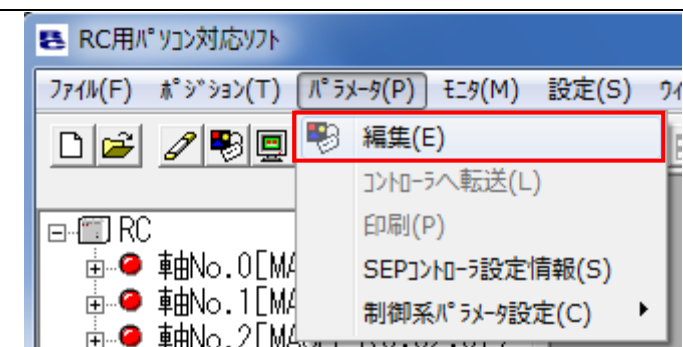 RC用ﾊﾟｿｺﾝ対応ｿﾌﾄ
ﾌｧｲﾙ(F) ﾎﾟｼﾞｼｮﾝ(T) ﾊﾟﾗﾒｰﾀ(P) ﾓﾆﾀ(M) 設定(S)
編集(E)
ｺﾝﾄﾛｰﾗへ転送(L)
印刷(P)
SEPｺﾝﾄﾛｰﾗ設定情報(S)
制御系ﾊﾟﾗﾒｰﾀ設定(C)
RC
軸No.0[MA
軸No.1[MA
軸No.2[MA